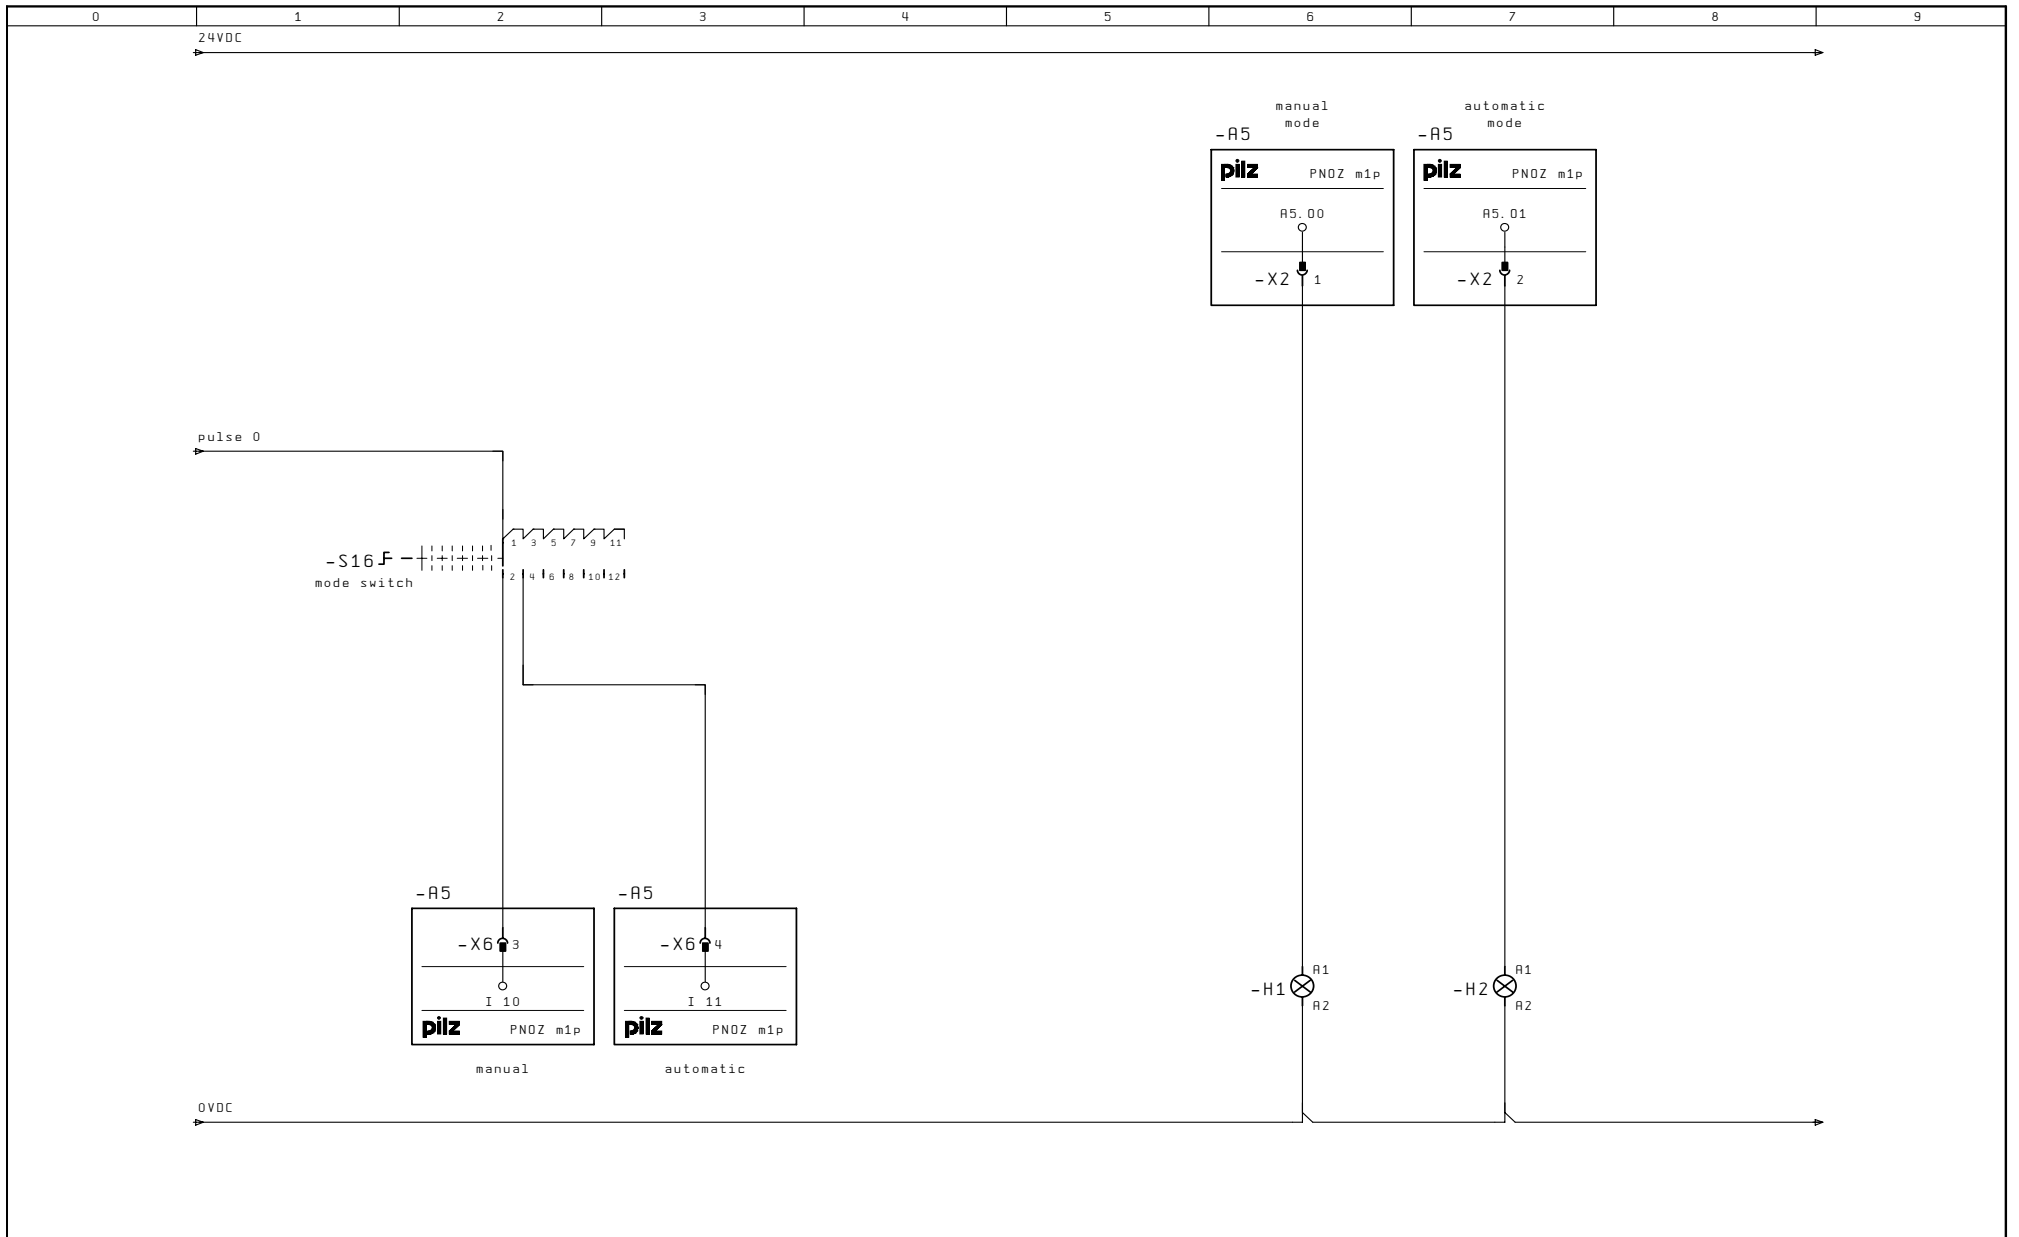 0 1 2 3 4 5 6 7 8 9
24VDC
manual
mode
automatic
mode
-A5
-A5
pilz PNOZ m1p
pilz PNOZ m1p
A5.00
A5.01
-X2 1
-X2 2
pulse 0
1 3 5 7 9 11
-S16
2 4 6 8 10 12
mode switch
-A5
-A5
-X6 3
-X6 4
A1
A1
-H1
-H2
I 10
I 11
A2
A2
pilz PNOZ m1p
pilz PNOZ m1p
manual
automatic
0VDC